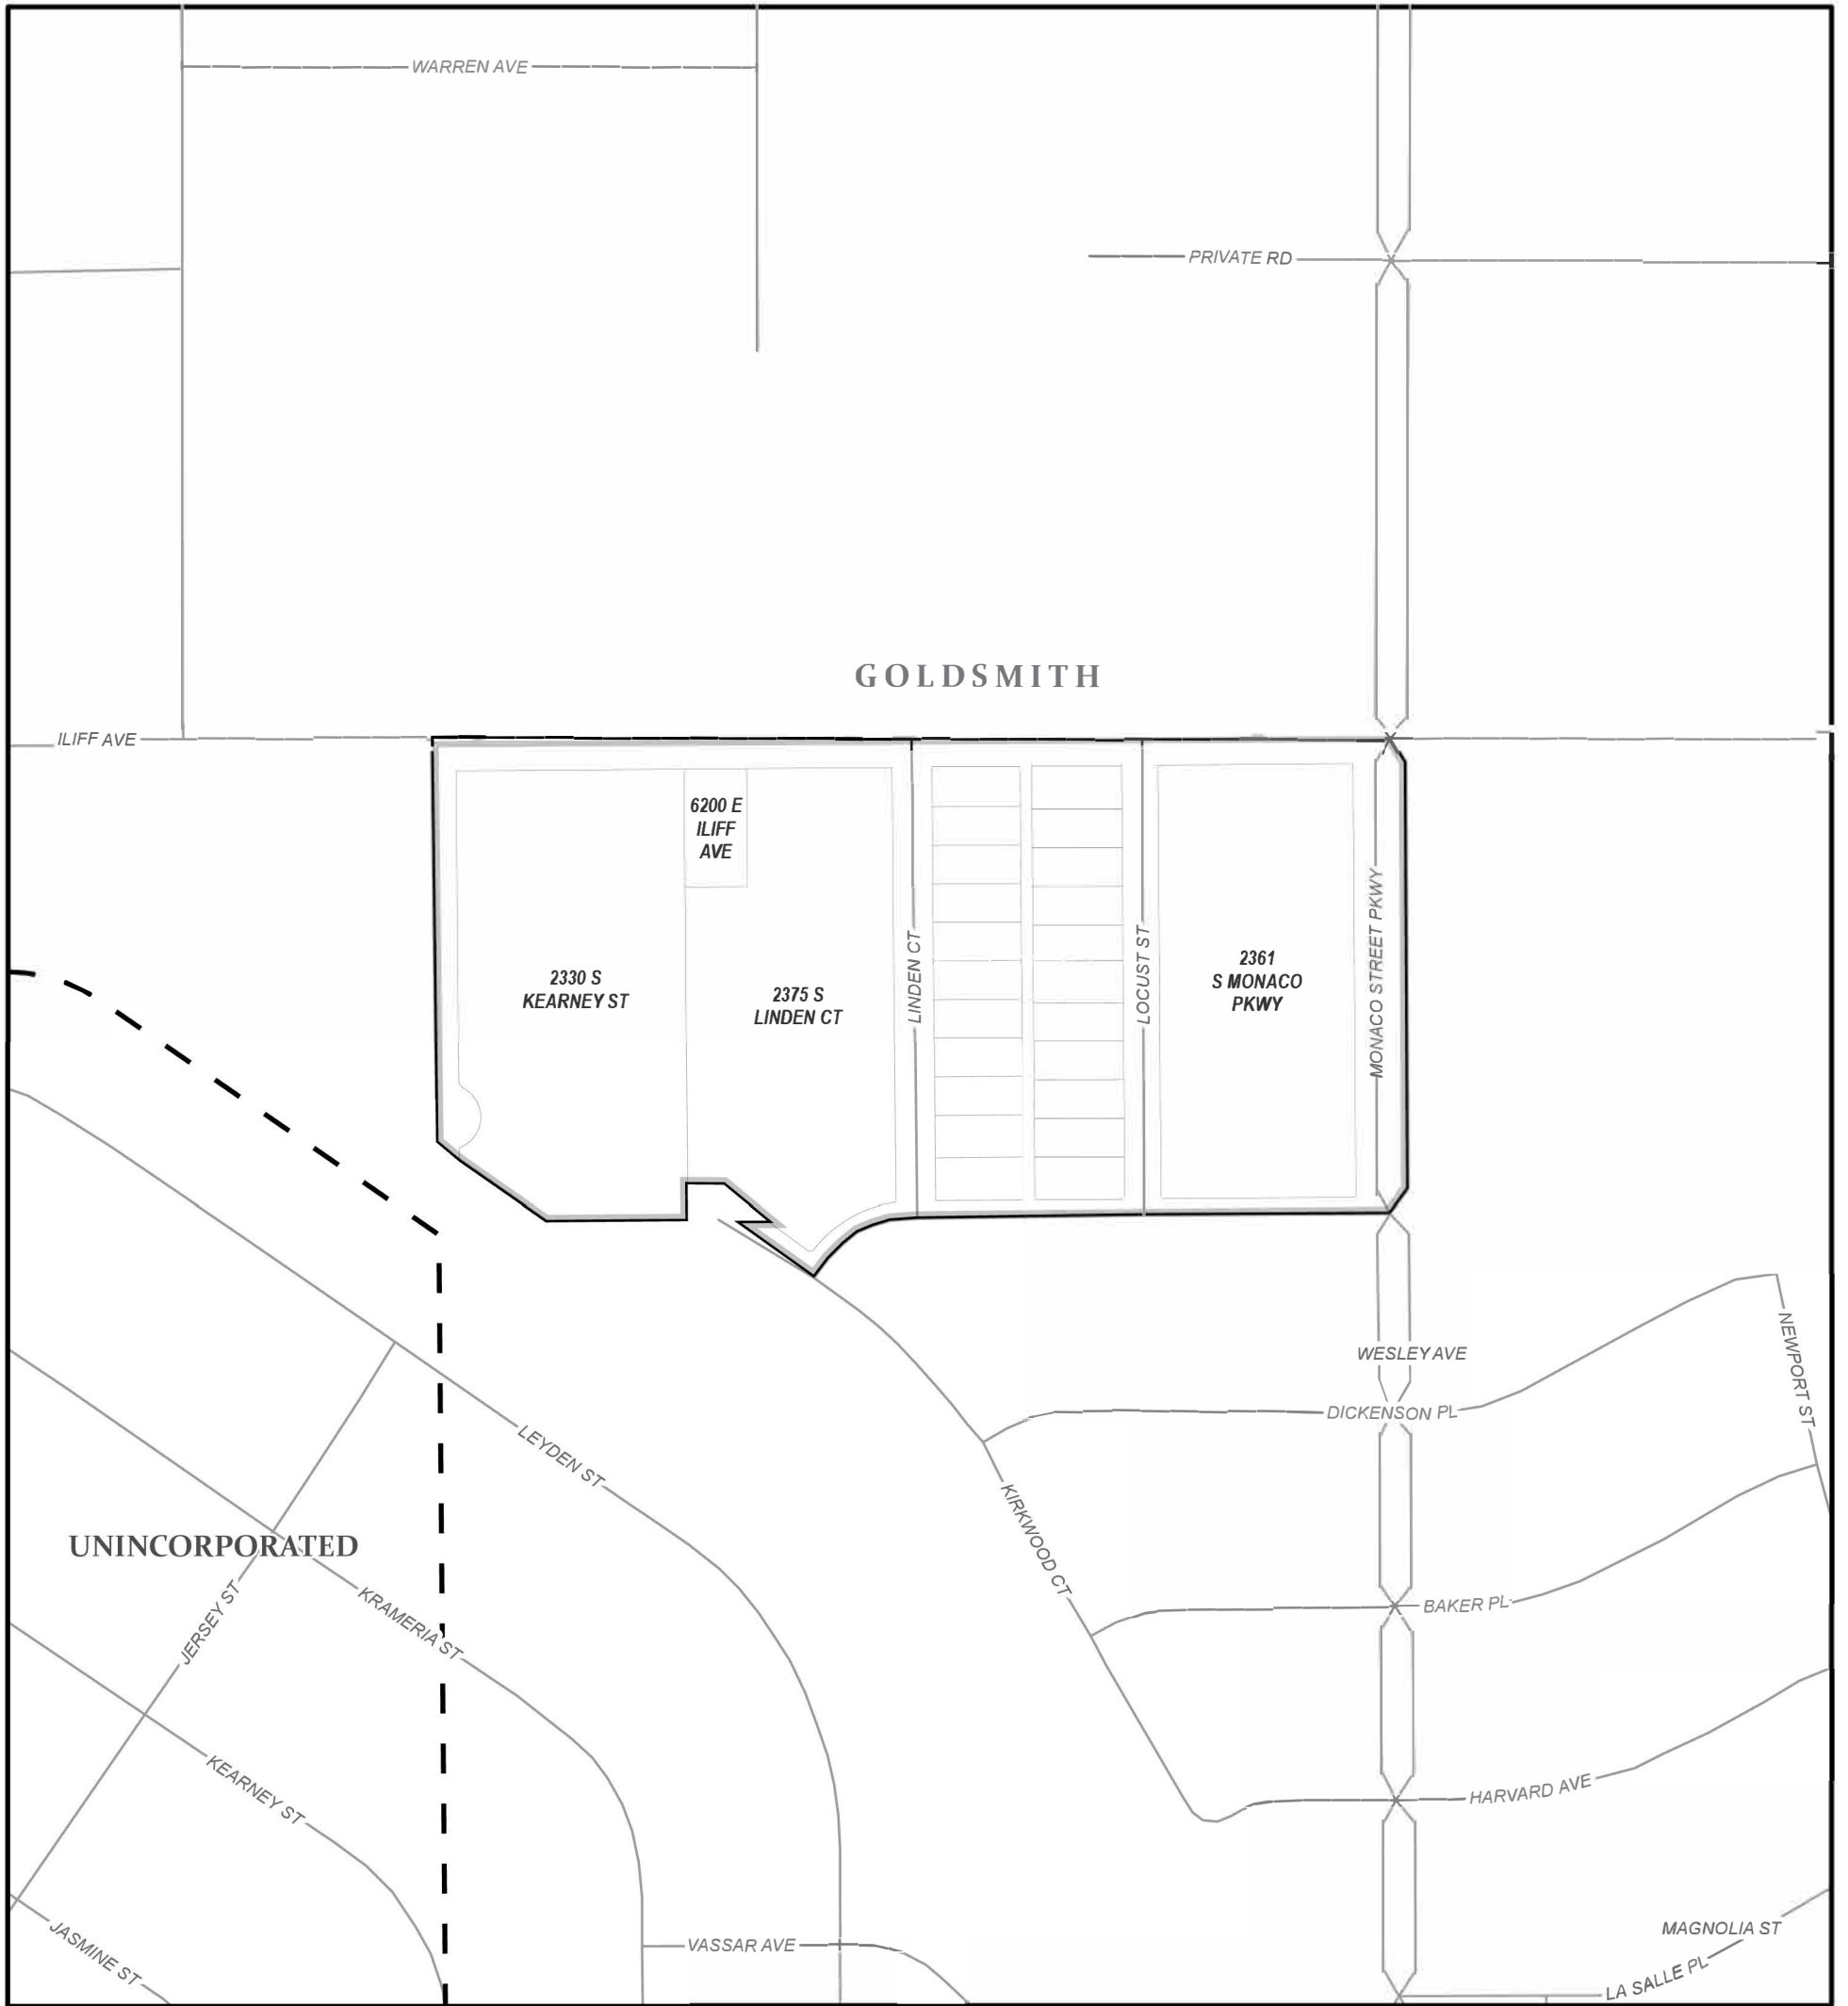 WARREN AVE
PRIVATE RD
GOLDSMITH
ILIFF AVE
6200 E
ILIFF
AVE
2330 S
KEARNEY ST
2375 S
LINDEN CT
LINDEN CT
LOCUST ST
2361
S MONACO
PKWY
MONACO STREET PKWY
WESLEY AVE
NEWPORT ST
DICKENSON PL
LEYDEN ST
KIRKWOOD CT
UNINCORPORATED
JERSEY ST
KRAMERIA ST
BAKER PL
KEARNEY ST
HARVARD AVE
JASMINE ST
VASSAR AVE
MAGNOLIA ST
LA SALLE PL